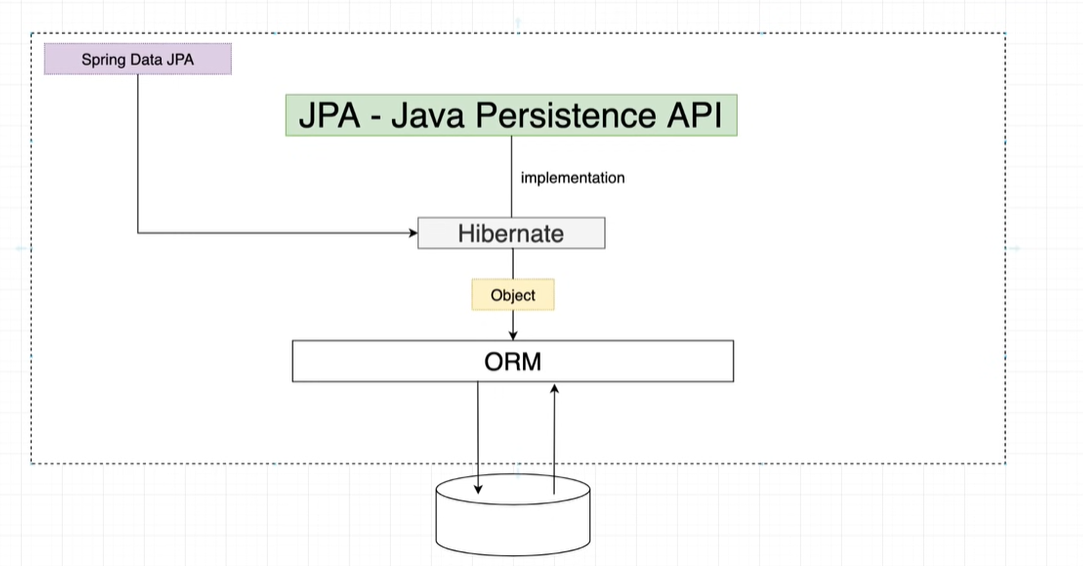 Spring Data JPA
JPA - Java Persistence API
implementation
Hibernate
Object
ORM